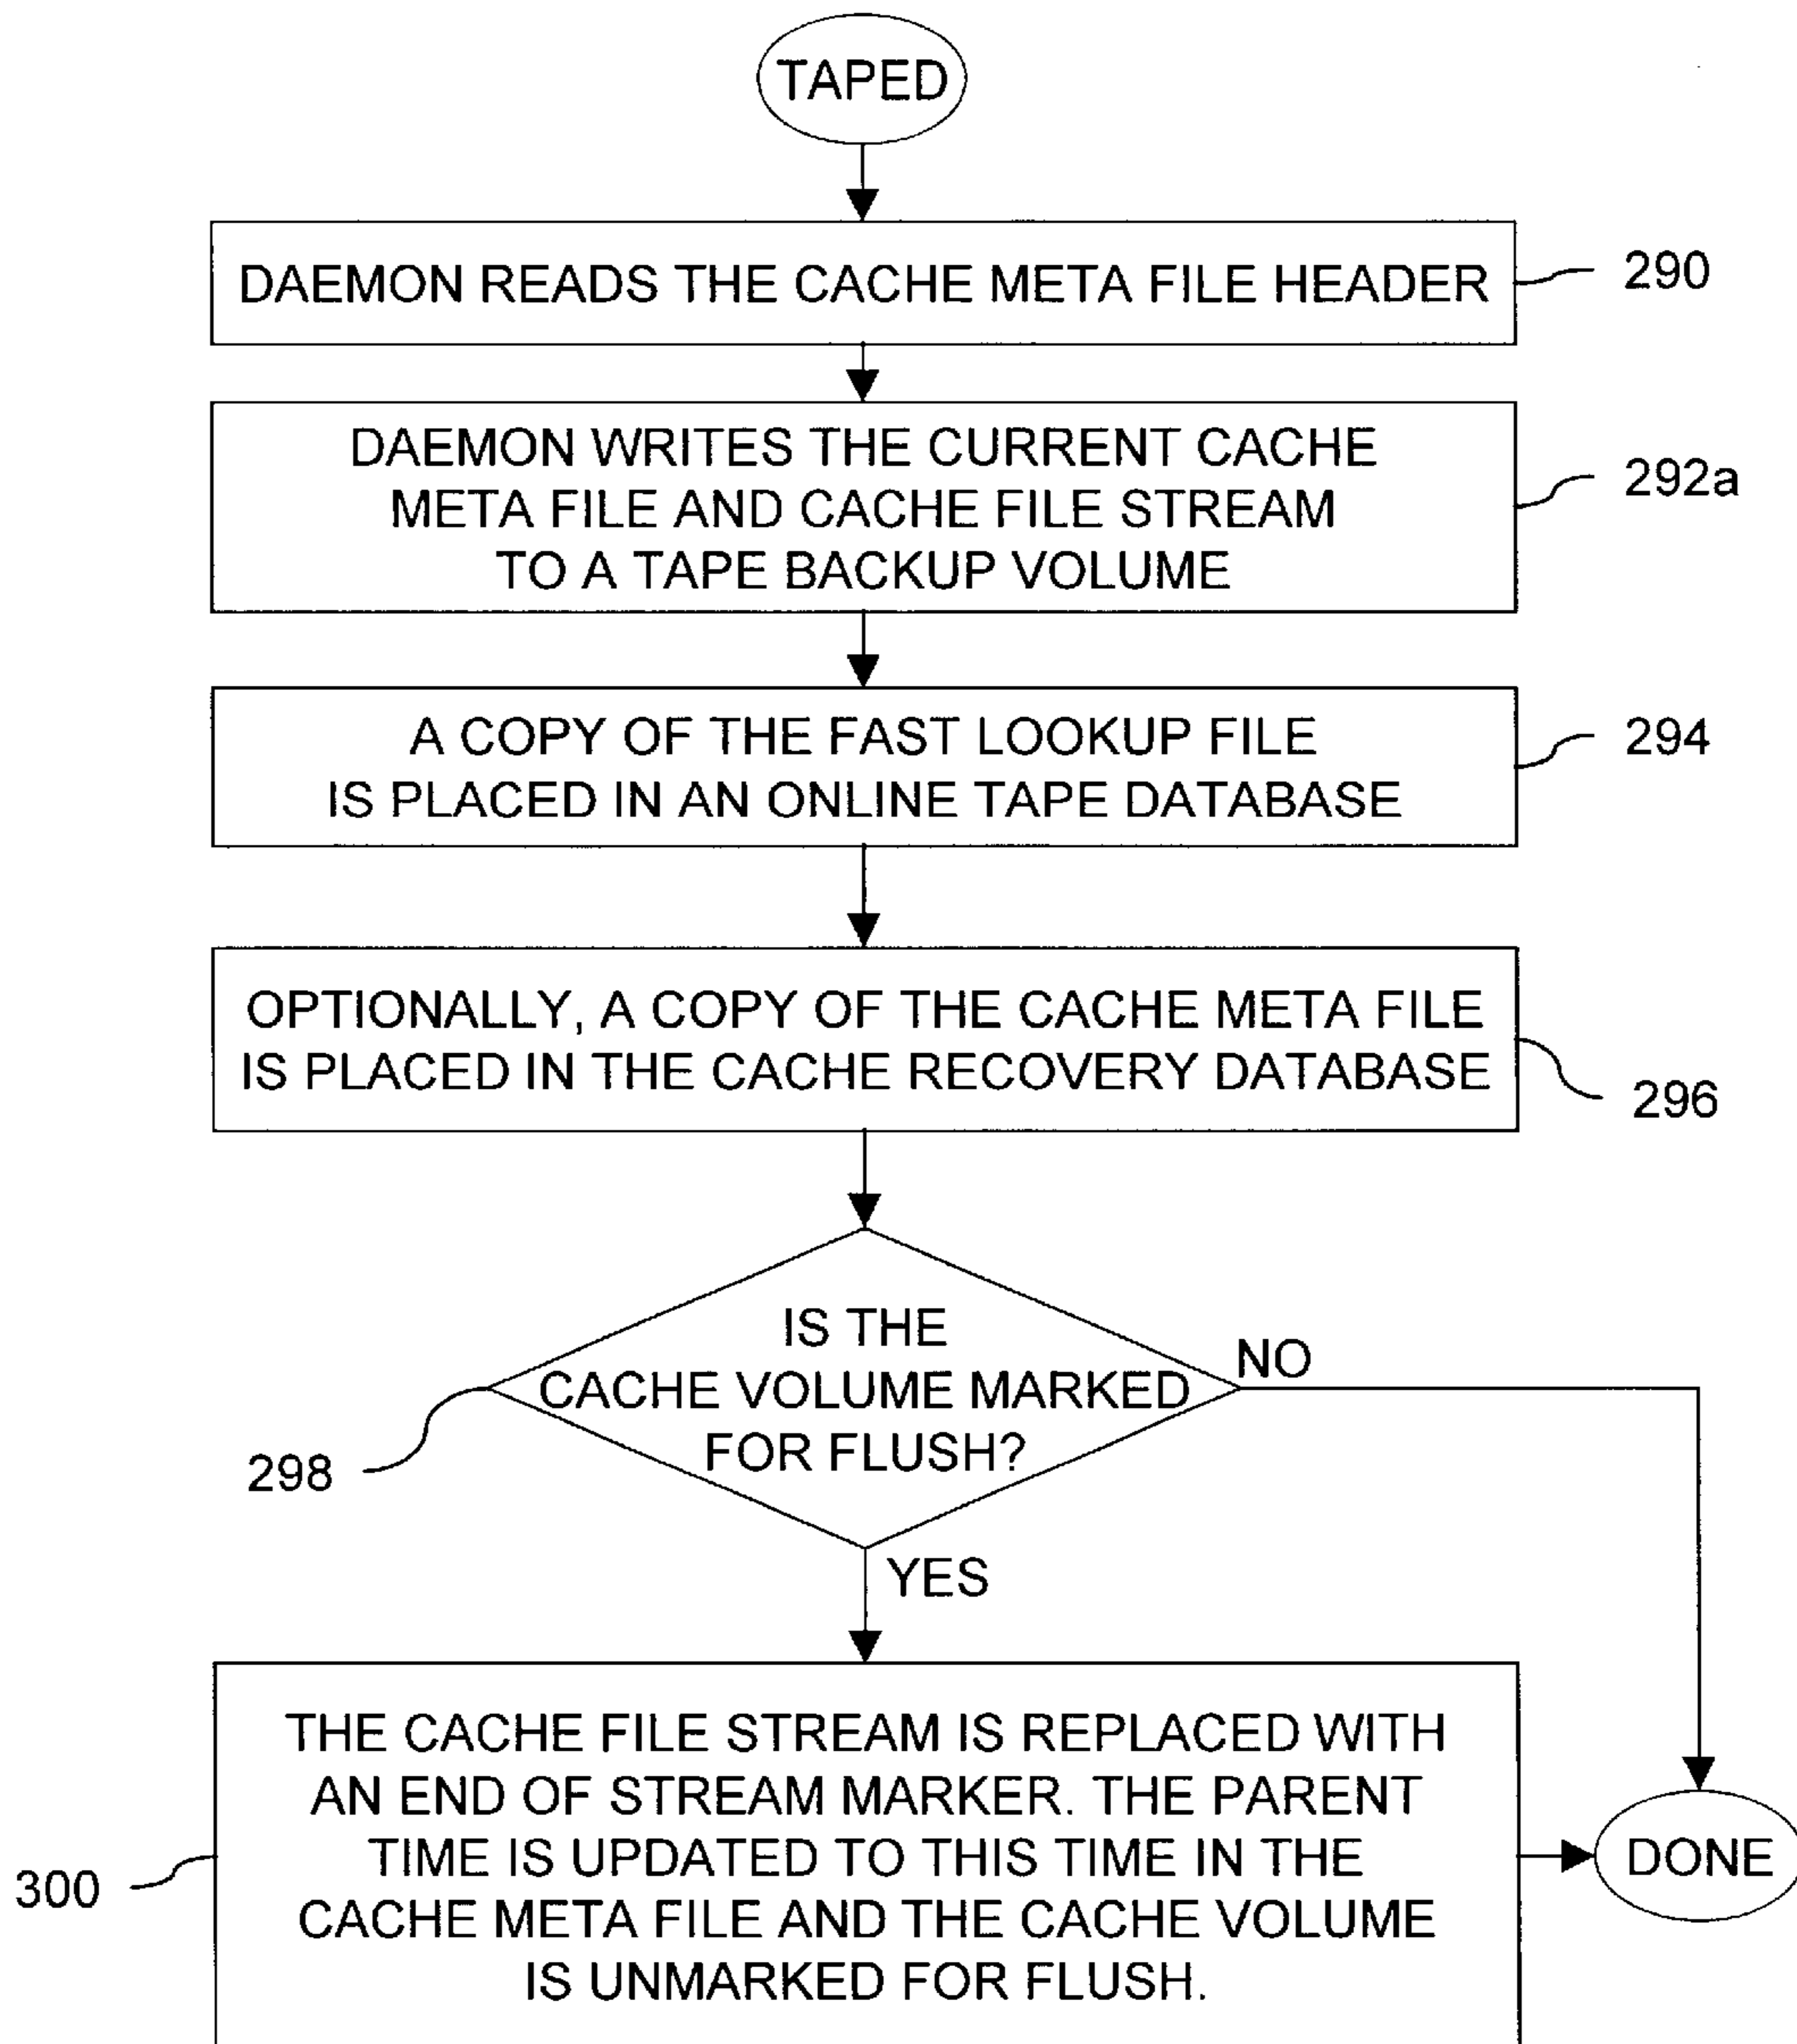 TAPED
DAEMON READS THE CACHE META FILE HEADER
290
DAEMON WRITES THE CURRENT CACHE
META FILE AND CACHE FILE STREAM
TO A TAPE BACKUP VOLUME
292a
A COPY OF THE FAST LOOKUP FILE
IS PLACED IN AN ONLINE TAPE DATABASE
294
OPTIONALLY, A COPY OF THE CACHE META FILE
IS PLACED IN THE CACHE RECOVERY DATABASE
296
IS THE
CACHE VOLUME MARKED
FOR FLUSH?
NO
298
YES
THE CACHE FILE STREAM IS REPLACED WITH
AN END OF STREAM MARKER. THE PARENT
TIME IS UPDATED TO THIS TIME IN THE
CACHE META FILE AND THE CACHE VOLUME
IS UNMARKED FOR FLUSH.
300
DONE